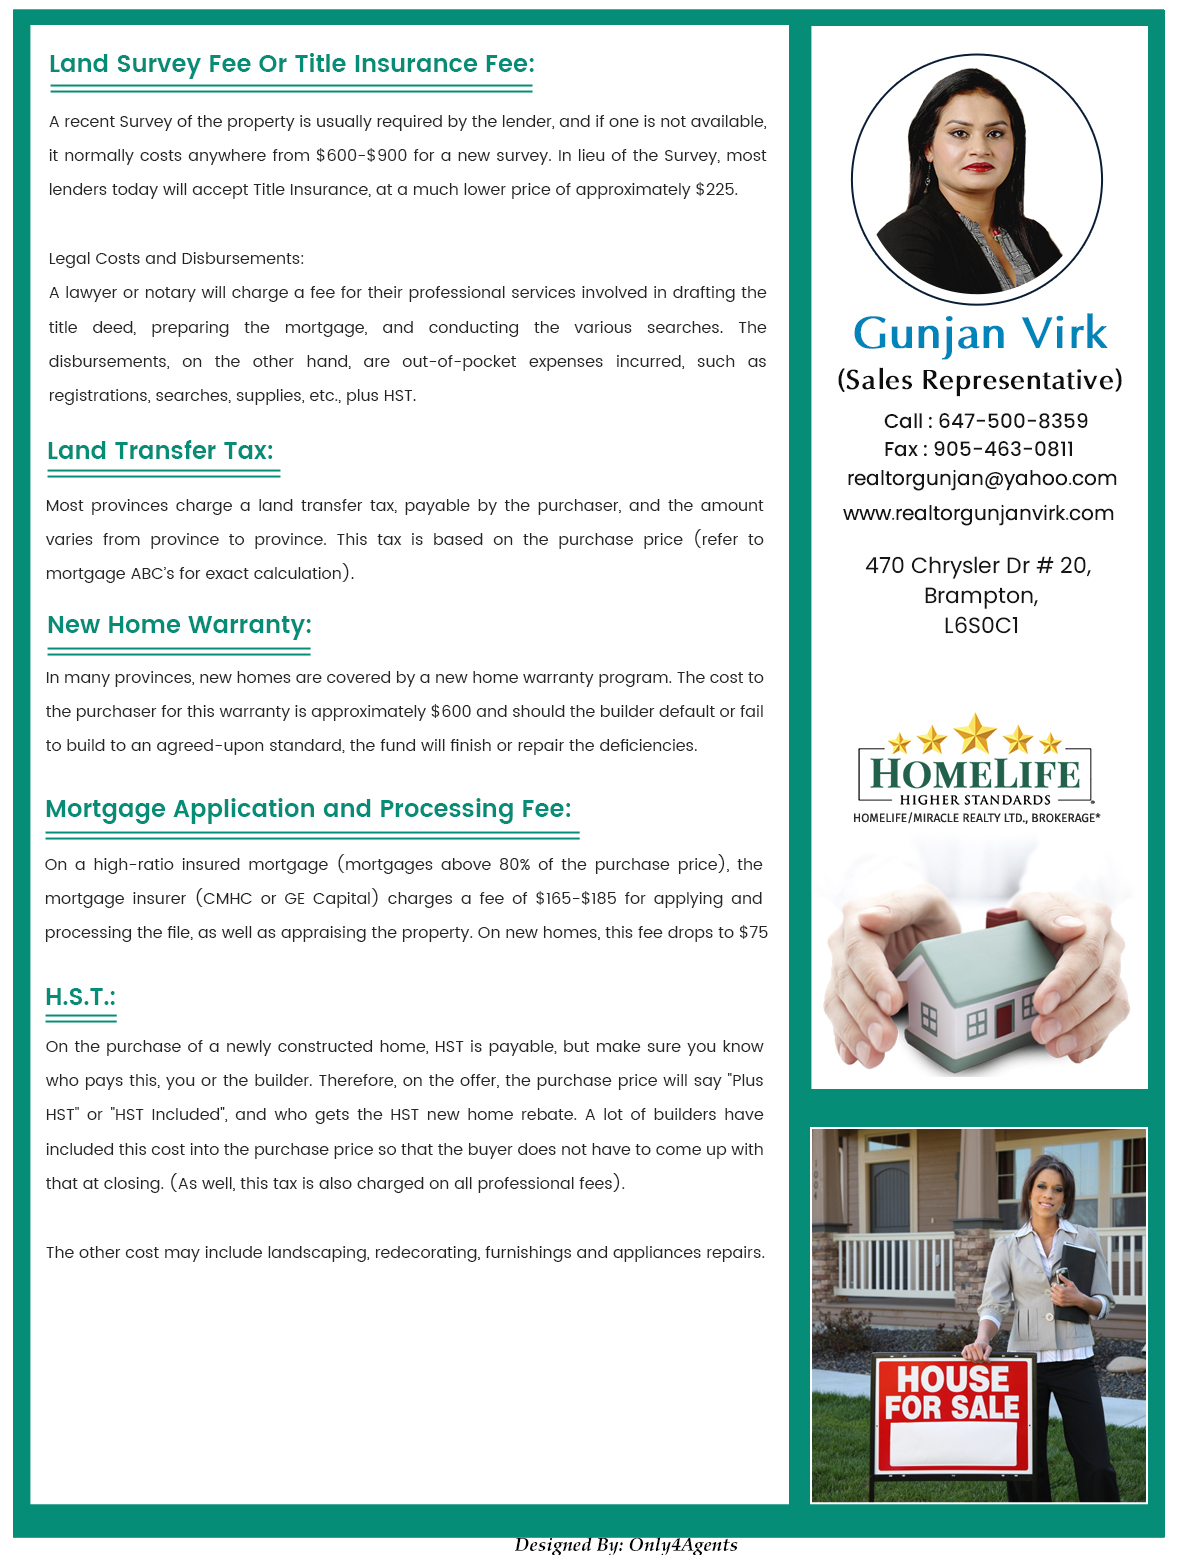 Land Survey Fee Or Title Insurance Fee:
A recent Survey of the property is usually required by the lender, and if one is not available,
it normally costs anywhere from $600-$900 for a new survey. In lieu of the Survey, most
lenders today will accept Title Insurance, at a much lower price of approximately $225.
Legal Costs and Disbursements:
A lawyer or notary will charge a fee for their professional services involved in drafting the
title deed, preparing the mortgage, and conducting the various searches. The
disbursements, on the other hand, are out-of-pocket expenses incurred, such as
registrations, searches, supplies, etc., plus HST.
Land Transfer Tax:
Most provinces charge a land transfer tax, payable by the purchaser, and the amount
varies from province to province. This tax is based on the purchase price (refer to
mortgage ABC's for exact calculation).
New Home Warranty:
In many provinces, new homes are covered by a new home warranty program. The cost to
the purchaser for this warranty is approximately $600 and should the builder default or fail
to build to an agreed-upon standard, the fund will finish or repair the deficiencies.
Mortgage Application and Processing Fee:
On a high-ratio insured mortgage (mortgages above 80% of the purchase price), the
mortgage insurer (CMHC or GE Capital) charges a fee of $165-$185 for applying and
processing the file, as well as appraising the property. On new homes, this fee drops to $75
H.S.T.:
On the purchase of a newly constructed home, HST is payable, but make sure you know
who pays this, you or the builder. Therefore, on the offer, the purchase price will say "Plus
HST" or "HST Included", and who gets the HST new home rebate. A lot of builders have
included this cost into the purchase price so that the buyer does not have to come up with
that at closing. (As well, this tax is also charged on all professional fees).
The other cost may include landscaping, redecorating, furnishings and appliances repairs.
Gunjan Virk
(Sales Representative)
Call : 647-500-8359
Fax : 905-463-0811
realtorgunjan@yahoo.com
www.realtorgunjanvirk.com
470 Chrysler Dr # 20,
Brampton,
L6S0C1
HOMELIFE
HIGHER STANDARDS
HOMELIFE/MIRACLE REALTY LTD., BROKERAGE*
1004
HOUSE
FOR SALE
Designed By: Only4Agents